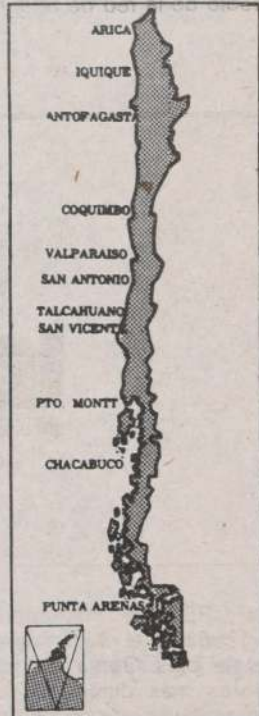 ARICA
IQUIQUE
ANTOFAGASTA
COQUIMBO
VALPARAISO
SAN ANTONIO
TALCAHUANO
SAN VICENTE
PTO. MONTT
CHACABUCO
PUNTA ARENAS